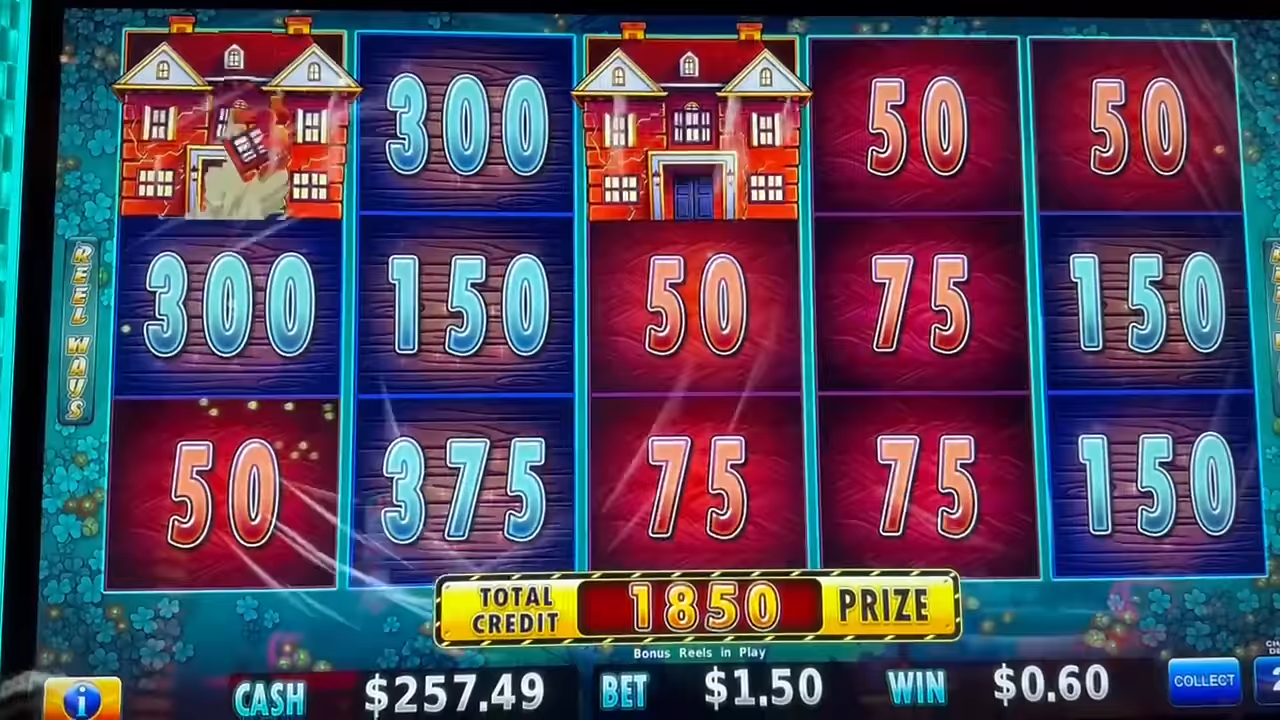 300 50 50
300 150 50 75 150
50 375 75 75 150
REEL WAYS
TOTAL CREDIT 1850 PRIZE
Bonus Reels in Play
CASH $257.49 BET $1.50 WIN $0.60 COLLECT